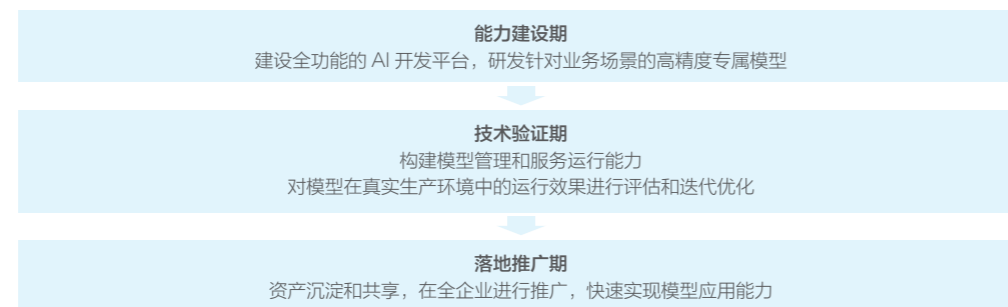 能力建设期
建设全功能的 AI 开发平台，研发针对业务场景的高精度专属模型
技术验证期
构建模型管理和服务运行能力
对模型在真实生产环境中的运行效果进行评估和迭代优化
落地推广期
资产沉淀和共享，在全企业进行推广，快速实现模型应用能力